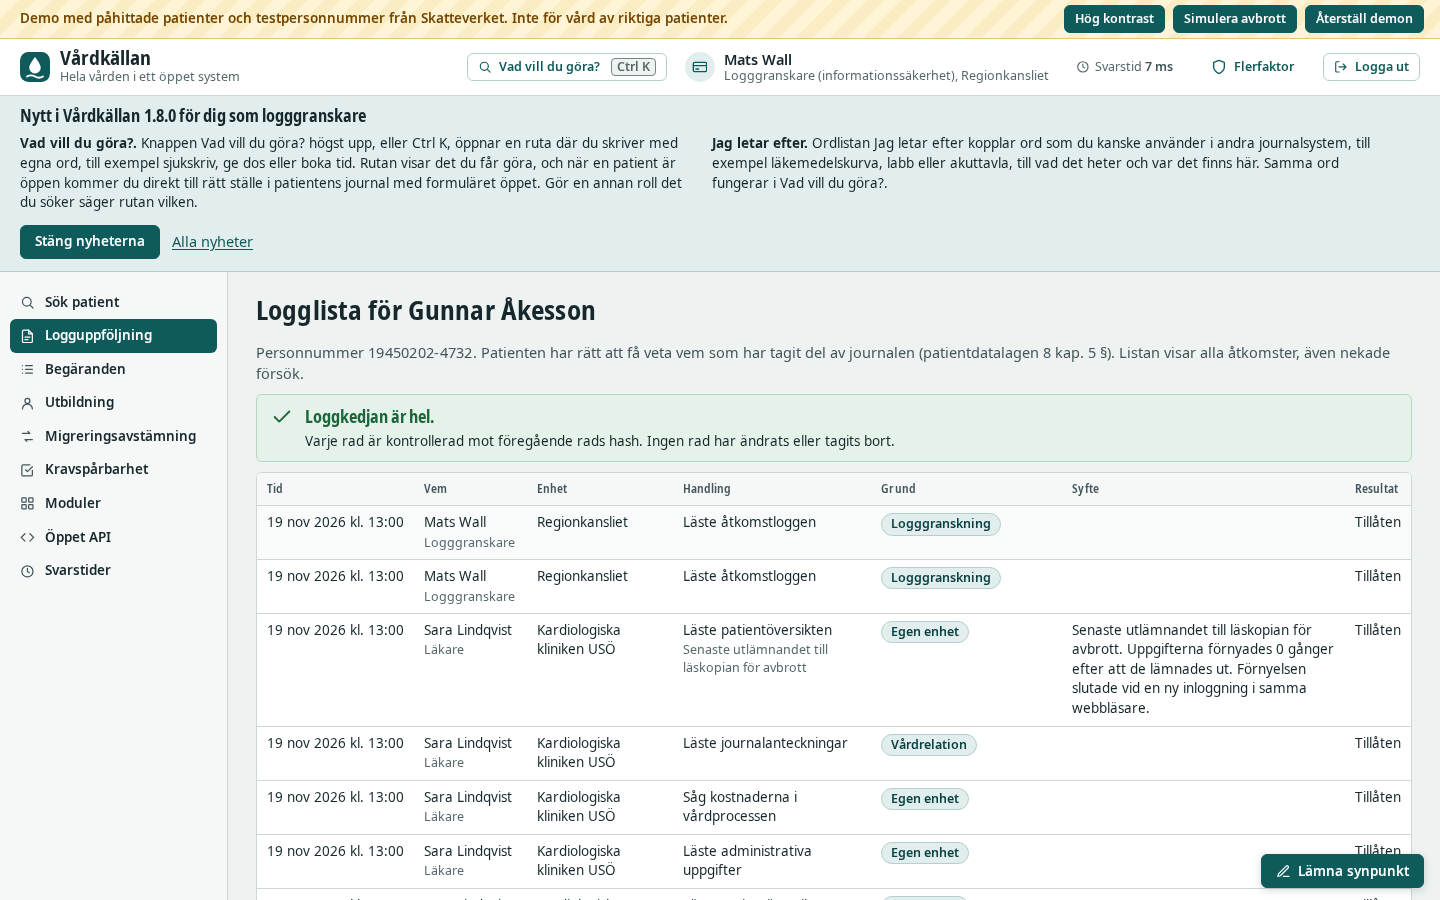 Demo med påhittade patienter och testpersonnummer från Skatteverket. Inte för vård av riktiga patienter.
Hög kontrast
Simulera avbrott
Återställ demon
Vårdkällan
Hela vården i ett öppet system
Vad vill du göra? Ctrl K
Mats Wall
Loggranskare (informationssäkerhet), Regionkansliet
Svarstid 7 ms
Flerfaktor
Logga ut
Nytt i Vårdkällan 1.8.0 för dig som logggranskare
Vad vill du göra?. Knappen Vad vill du göra? högst upp, eller Ctrl K, öppnar en ruta där du skriver med
egna ord, till exempel sjukskriv, ge dos eller boka tid. Rutan visar det du får göra, och när en patient är
öppen kommer du direkt till rätt ställe i patientens journal med formuläret öppet. Gör en annan roll det
du söker säger rutan vilken.
Jag letar efter. Ordlistan Jag letar efter kopplar ord som du kanske använder i andra journalsystem, till
exempel läkemedelskurva, labb eller akuttavla, till vad det heter och var det finns här. Samma ord
fungerar i Vad vill du göra?.
Stäng nyheterna
Alla nyheter
Sök patient
Logguppföljning
Begäranden
Utbildning
Migreringsavstämning
Kravspårbarhet
Moduler
Öppet API
Svarstider
Logglista för Gunnar Åkesson
Personnummer 19450202-4732. Patienten har rätt att få veta vem som har tagit del av journalen (patientdatalagen 8 kap. 5 §). Listan visar alla åtkomster, även nekade
försök.
Loggkedjan är hel.
Varje rad är kontrollerad mot föregående rads hash. Ingen rad har ändrats eller tagits bort.
Tid Vem Enhet Handling Grund Syfte Resultat
19 nov 2026 kl. 13:00 Mats Wall Regionkansliet Läste åtkomstloggen Logggranskning Tillåten
Logggranskare
19 nov 2026 kl. 13:00 Mats Wall Regionkansliet Läste åtkomstloggen Logggranskning Tillåten
Logggranskare
19 nov 2026 kl. 13:00 Sara Lindqvist Kardiologiska Läste patientöversikten Egen enhet Senaste utlämnandet till läskopian för Tillåten
Läkare kliniken USÖ Senaste utlämnandet till avbrott. Uppgifterna förnyades 0 gånger
läskopian för avbrott efter att de lämnades ut. Förnyelsen
slutade vid en ny inloggning i samma
webbläsare.
19 nov 2026 kl. 13:00 Sara Lindqvist Kardiologiska Läste journalanteckningar Vårdrelation Tillåten
Läkare kliniken USÖ
19 nov 2026 kl. 13:00 Sara Lindqvist Kardiologiska Såg kostnaderna i Egen enhet Tillåten
Läkare kliniken USÖ vårdprocessen
19 nov 2026 kl. 13:00 Sara Lindqvist Kardiologiska Läste administrativa Egen enhet Tillåten
Läkare kliniken USÖ uppgifter
Lämna synpunkt